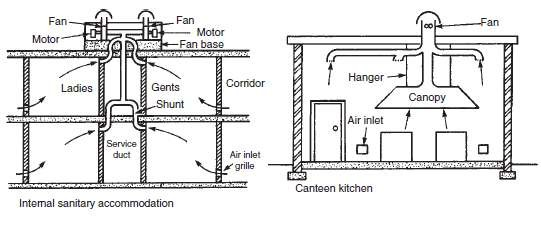 Fan
Fan
Motor
Motor
Fan base
Ladies
Gents
Corridor
Shunt
Service
duct
Air inlet
grille
Internal sanitary accommodation
Fan
Hanger
Canopy
Air inlet
Canteen kitchen